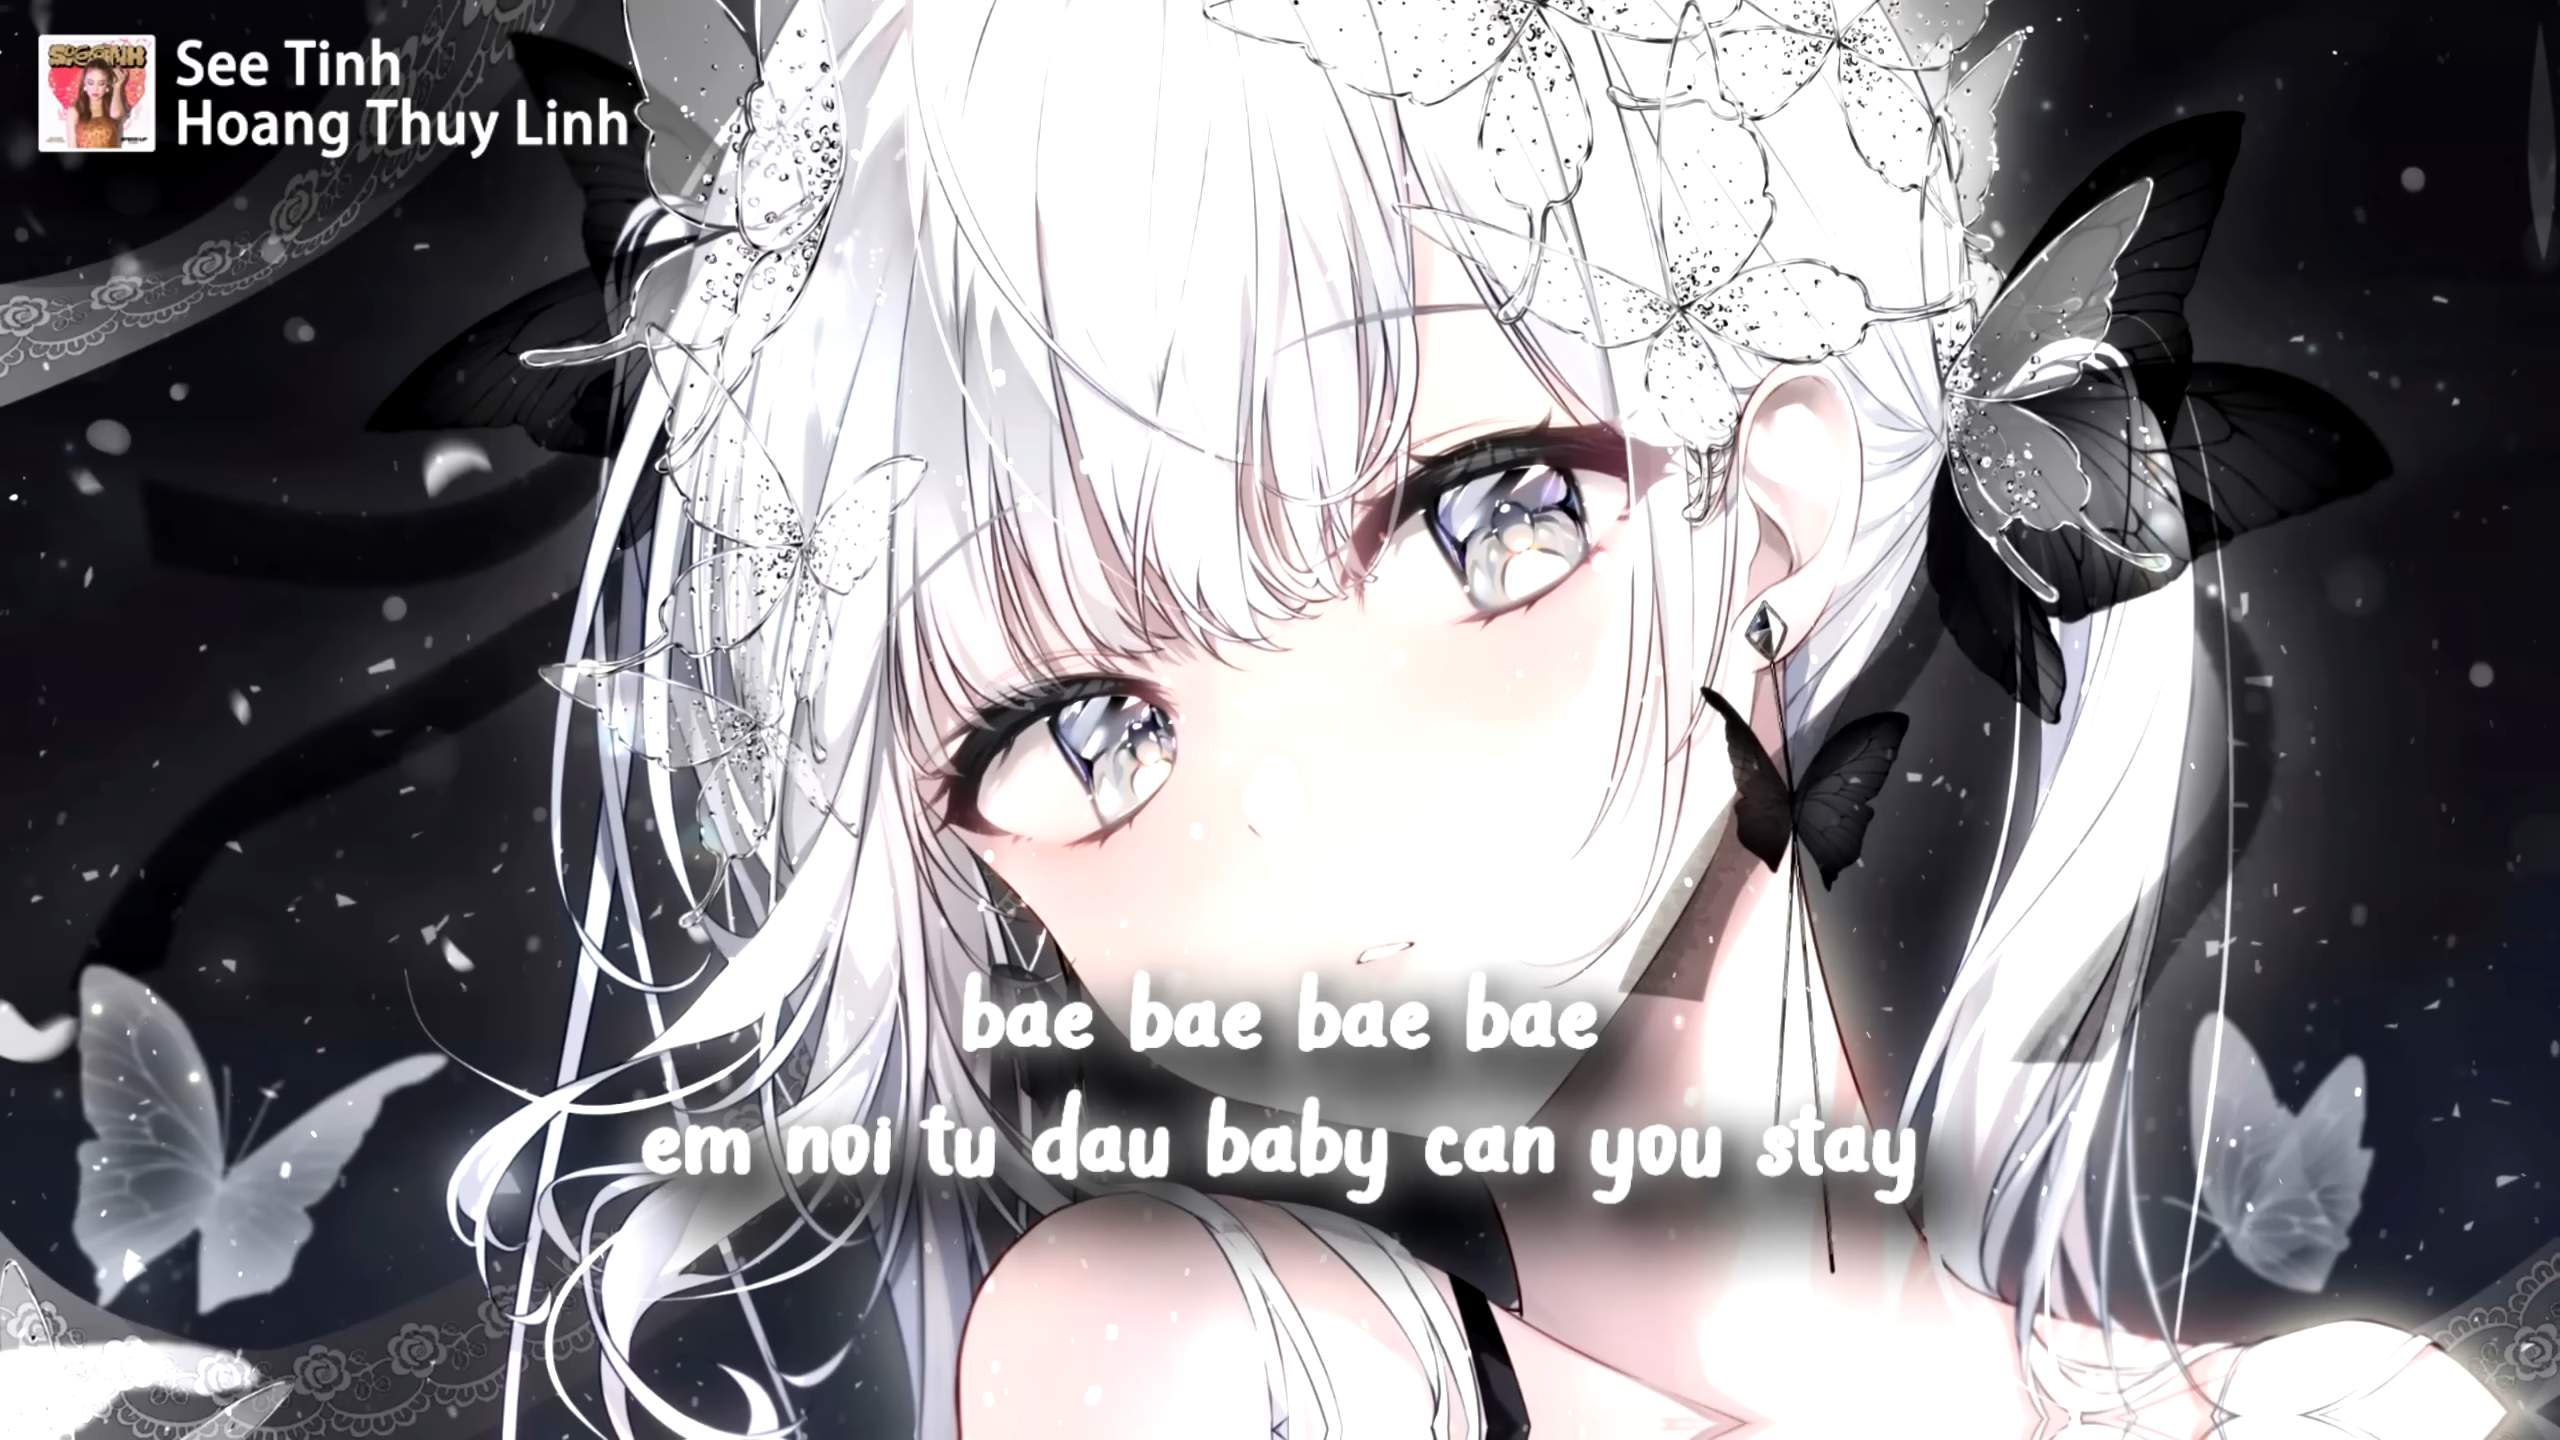 See Tinh
Hoang Thuy Linh
bae bae bae bae
em noi tu dau baby can you stay